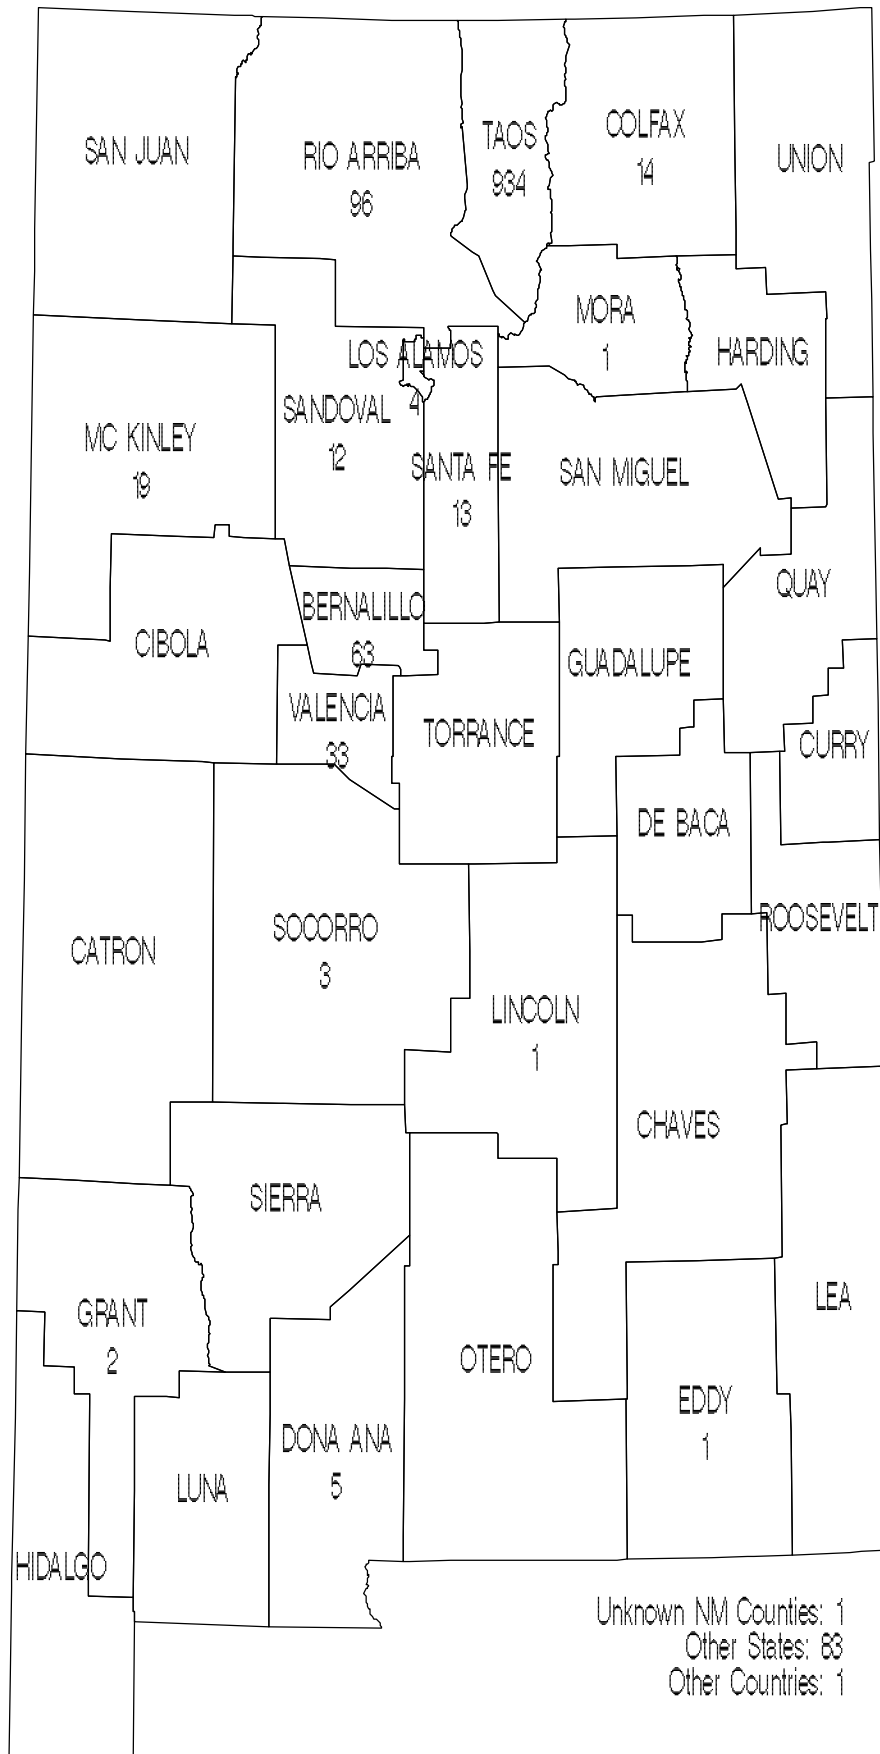 TAOS
934
COLFAX
14
SAN JUAN
RIO ARRIBA
96
UNION
MORA
1
HARDING
LOS ALAMOS
4
SANDOVAL
12
MC KINLEY
19
SANTA FE
13
SAN MIGUEL
QUAY
BERNALILLO
63
CIBOLA
GUADALUPE
VALENCIA
33
TORRANCE
CURRY
DE BACA
ROOSEVELT
SOCORRO
3
CATRON
LINCOLN
1
CHAVES
SIERRA
GRANT
2
LEA
OTERO
EDDY
1
DONA ANA
5
LUNA
HIDALGO
Unknown NM Counties: 1
Other States: 83
Other Countries: 1